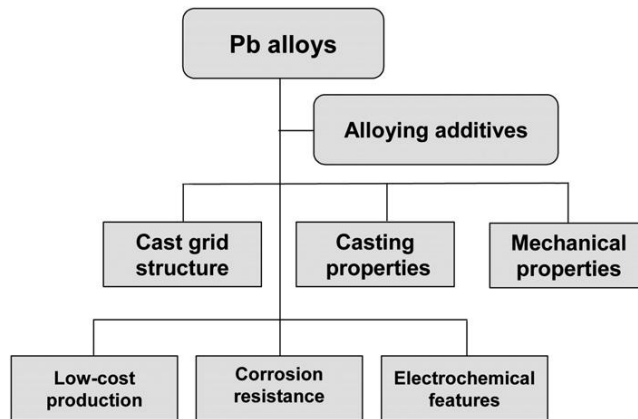 Pb alloys
Alloying additives
Cast grid
structure
Casting
properties
Mechanical
properties
Low-cost
production
Corrosion
resistance
Electrochemical
features